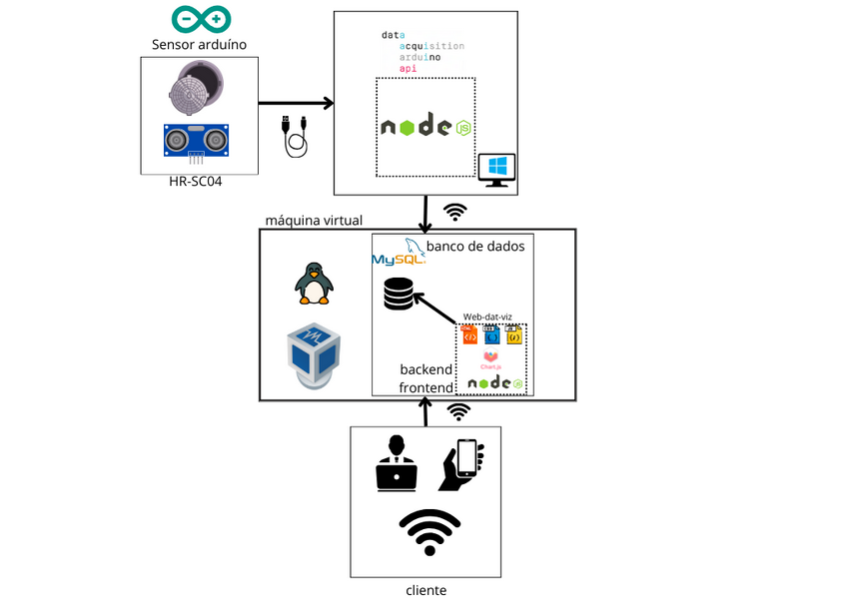 Sensor arduíno
HR-SC04
data
acquisition
arduino
api
node
JS
máquina virtual
MySQL
banco de dados
Web-dat-viz
Chart.js
backend
frontend
node
cliente